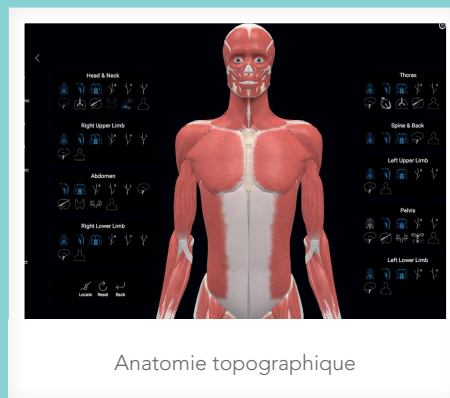 Head & Neck
Right Upper Limb
Abdomen
Right Lower Limb
Locate Reset Back
Thorax
Spine & Back
Left Upper Limb
Pelvis
Left Lower Limb
Anatomie topographique